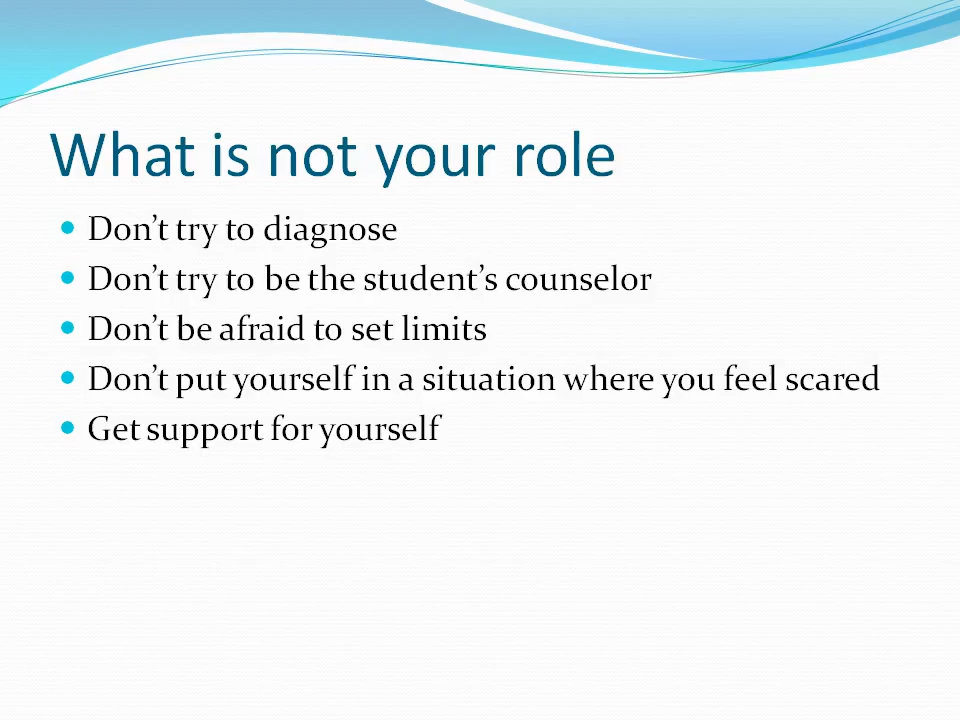 What is not your role
Don’t try to diagnose
Don’t try to be the student’s counselor
Don’t be afraid to set limits
Don’t put yourself in a situation where you feel scared
Get support for yourself